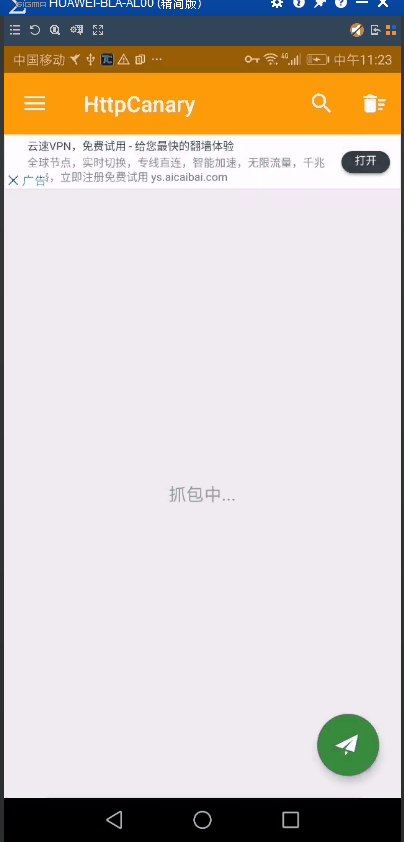 SIGMA HUAWEI-BLA-AL00 (精简版)
中国移动 4G 中午11:23
HttpCanary
云速VPN，免费试用 - 给您最快的翻墙体验
全球节点，实时切换，专线直连，智能加速，无限流量，千兆
，立即注册免费试用 ys.aicaibai.com
打开
广告
抓包中...